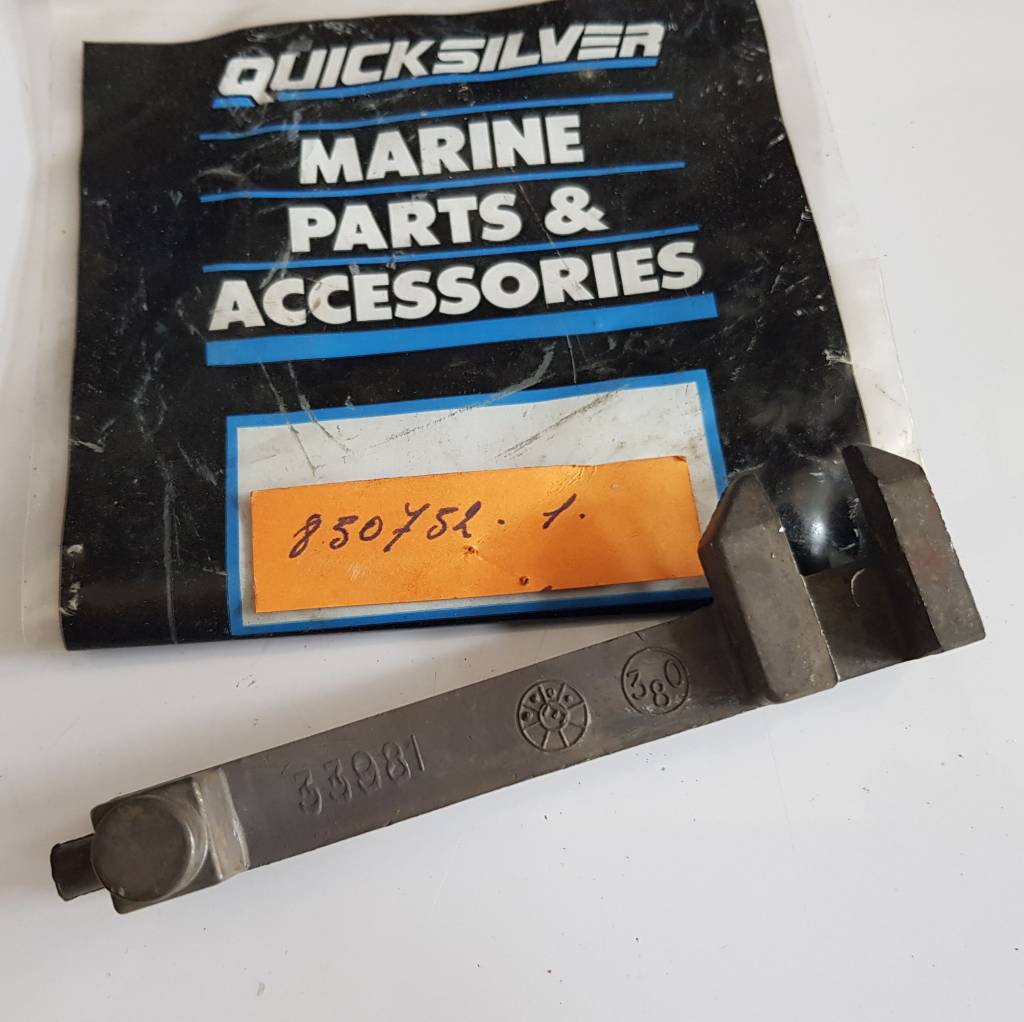 QUICKSILVER
MARINE
PARTS &
ACCESSORIES
850752. 1.
380
33981